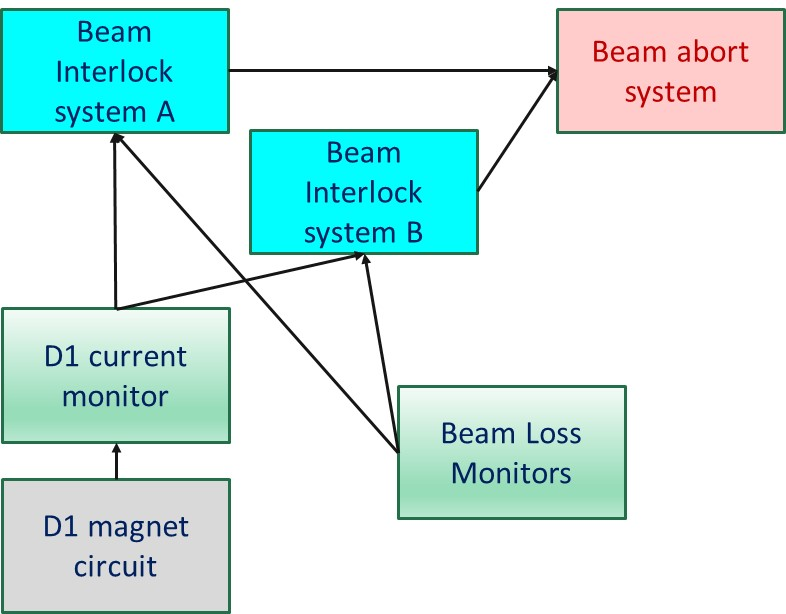 Beam
Interlock
system A
Beam abort
system
Beam
Interlock
system B
D1 current
monitor
Beam Loss
Monitors
D1 magnet
circuit